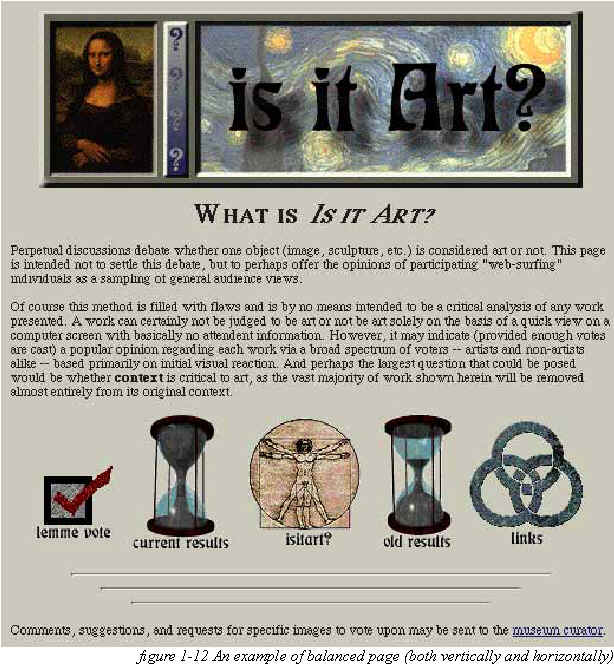 is it Art?
WHAT IS IS IT ART?
Perpetual discussions debate whether one object (image, sculpture, etc.) is considered art or not. This page
is intended not to settle this debate, but to perhaps offer the opinions of participating "web-surfing"
individuals as a sampling of general audience views.
Of course this method is filled with flaws and is by no means intended to be a critical analysis of any work
presented. A work can certainly not be judged to be art or not be art solely on the basis of a quick view on a
computer screen with basically no attendent information. However, it may indicate (provided enough votes
are cast) a popular opinion regarding each work via a broad spectrum of voters -- artists and non-artists
alike -- based primarily on initial visual reaction. And perhaps the largest question that could be posed
would be whether context is critical to art, as the vast majority of work shown herein will be removed
almost entirely from its original context.
lemme vote
current results
isitart?
old results
links
Comments, suggestions, and requests for specific images to vote upon may be sent to the museum curator.
figure 1-12 An example of balanced page (both vertically and horizontally)